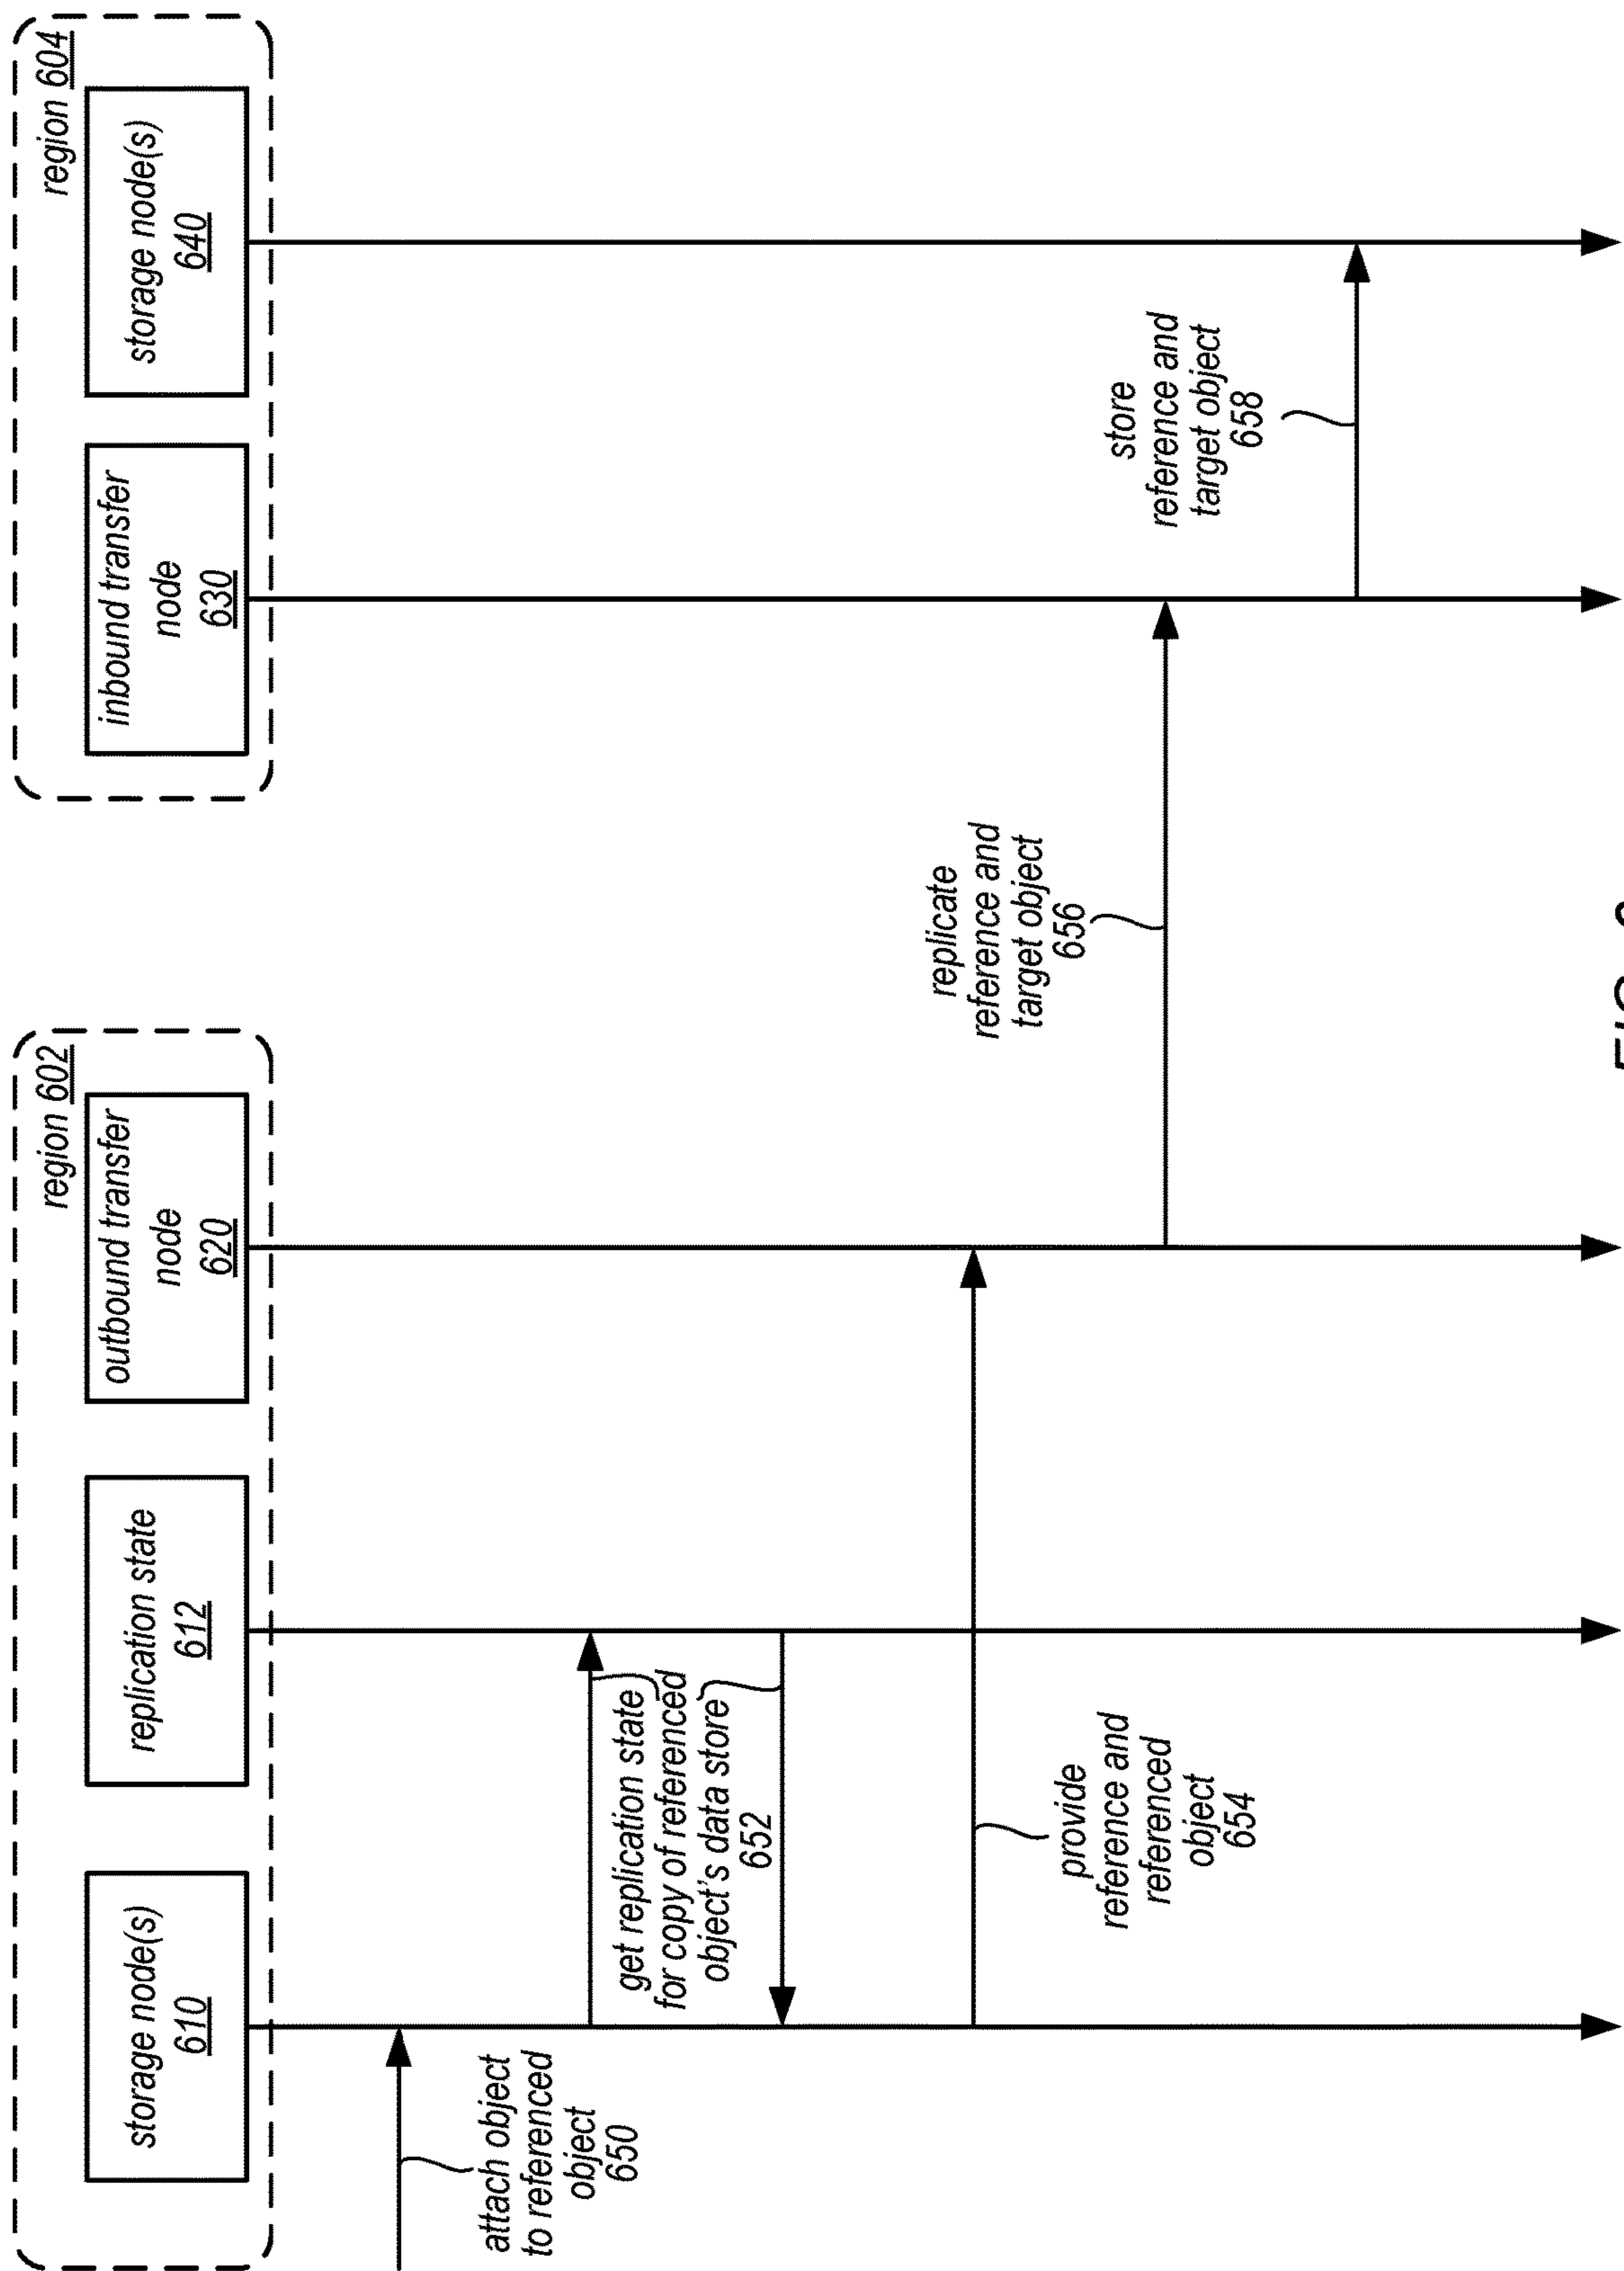 region 602
storage node(s)
610
replication state
612
outbound transfer
node
620
region 604
inbound transfer
node
630
storage node(s)
640
attach object
to referenced
object
650
get replication state
for copy of referenced
object's data store
652
provide
reference and
referenced
object
654
replicate
reference and
target object
656
store
reference and
target object
658
FIG.